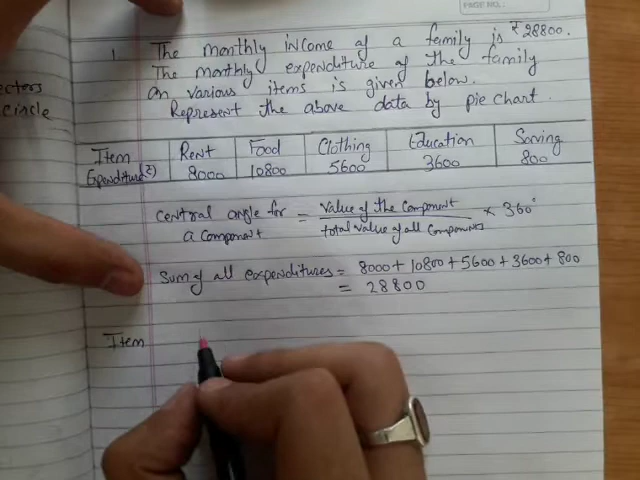 PAGE NO.:
1. The monthly income of a family is ₹28800.
The monthly expenditure of the family
on various items is given below.
Represent the above data by pie chart.
ectors
circle
Item Rent Food Clothing Education Saving
Expenditure(₹) 8000 10800 5600 3600 800
Central angle for a component = Value of the component / total value of all components × 360°
Sum of all expenditures = 8000 + 10800 + 5600 + 3600 + 800
= 28800
Item